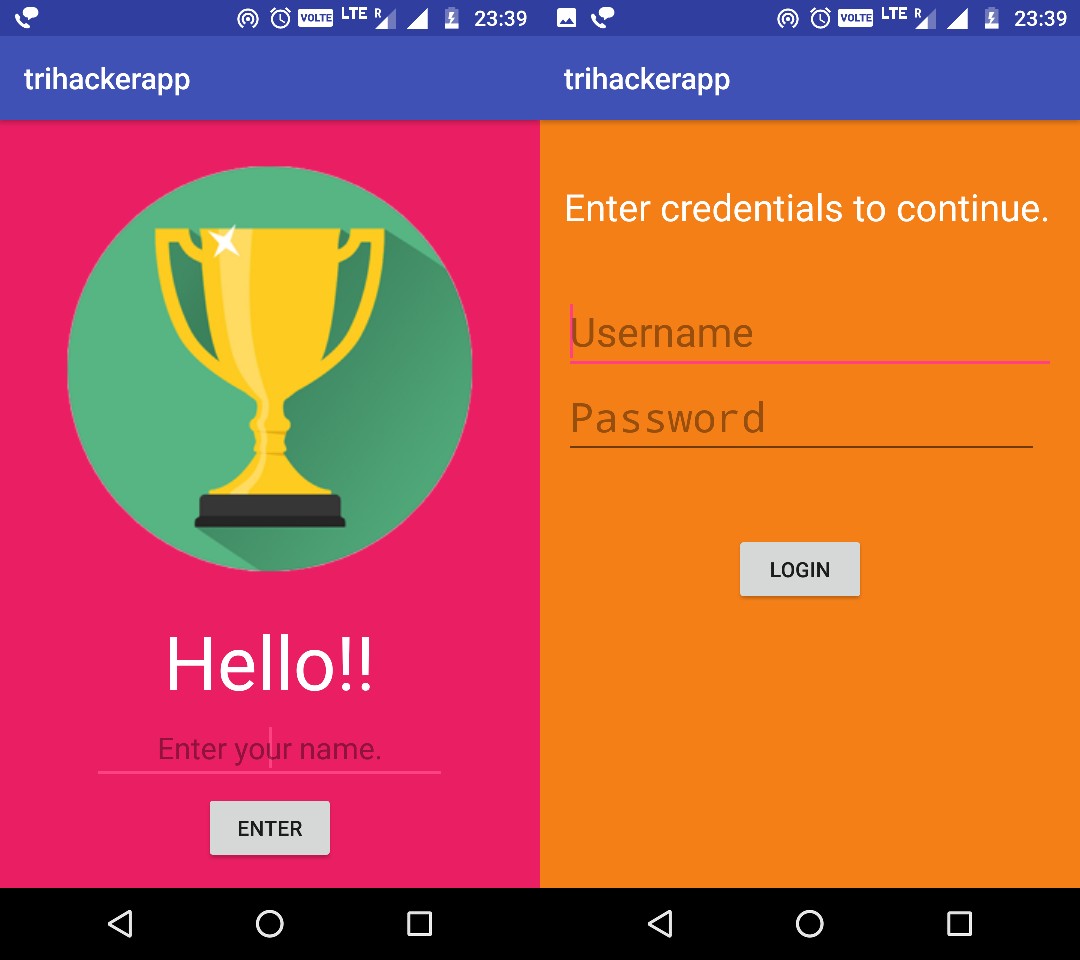 VOLTE LTE R 23:39
trihackerapp
Hello!!
Enter your name.
ENTER
VOLTE LTE R 23:39
trihackerapp
Enter credentials to continue.
Username
Password
LOGIN